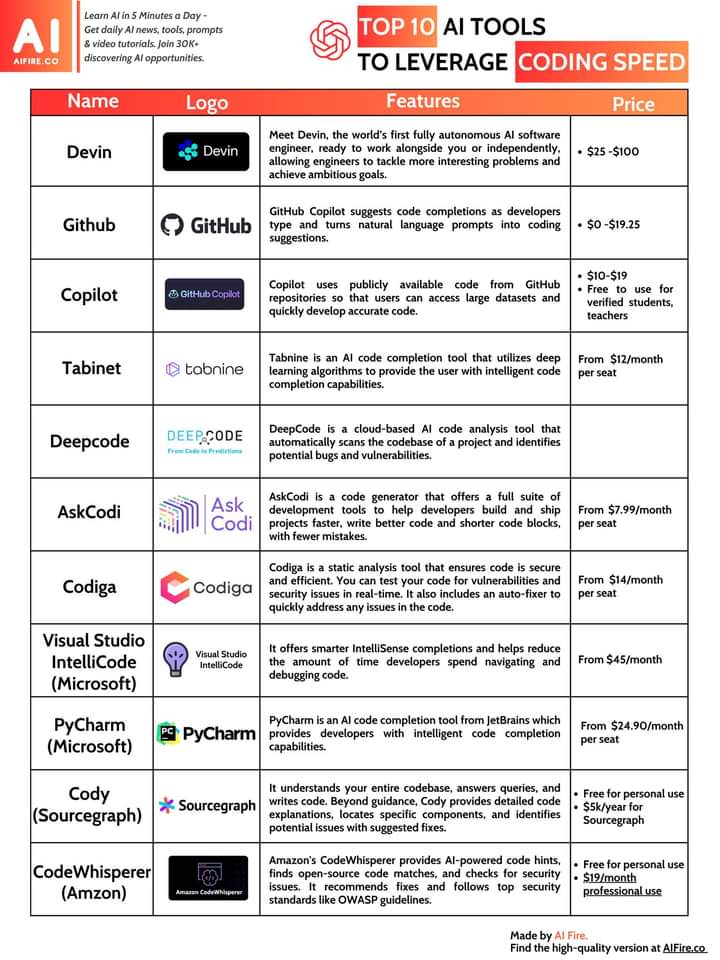 AI
AIFIRE.CO
Learn AI in 5 Minutes a Day -
Get daily AI news, tools, prompts
& video tutorials. Join 30K+
discovering AI opportunities.
TOP 10 AI TOOLS
TO LEVERAGE CODING SPEED
Name Logo Features Price
Devin
Devin
Meet Devin, the world's first fully autonomous AI software
engineer, ready to work alongside you or independently,
allowing engineers to tackle more interesting problems and
achieve ambitious goals.
• $25 -$100
Github
GitHub
GitHub Copilot suggests code completions as developers
type and turns natural language prompts into coding
suggestions.
• $0 -$19.25
Copilot
GitHub Copilot
Copilot uses publicly available code from GitHub
repositories so that users can access large datasets and
quickly develop accurate code.
• $10-$19
• Free to use for
verified students,
teachers
Tabinet
tabnine
Tabnine is an AI code completion tool that utilizes deep
learning algorithms to provide the user with intelligent code
completion capabilities.
From $12/month
per seat
Deepcode
DEEPCODE
From Code to Predictions
DeepCode is a cloud-based AI code analysis tool that
automatically scans the codebase of a project and identifies
potential bugs and vulnerabilities.
AskCodi
Ask
Codi
AskCodi is a code generator that offers a full suite of
development tools to help developers build and ship
projects faster, write better code and shorter code blocks,
with fewer mistakes.
From $7.99/month
per seat
Codiga
Codiga
Codiga is a static analysis tool that ensures code is secure
and efficient. You can test your code for vulnerabilities and
security issues in real-time. It also includes an auto-fixer to
quickly address any issues in the code.
From $14/month
per seat
Visual Studio
IntelliCode
(Microsoft)
Visual Studio
IntelliCode
It offers smarter IntelliSense completions and helps reduce
the amount of time developers spend navigating and
debugging code.
From $45/month
PyCharm
(Microsoft)
PC
PyCharm
PyCharm is an AI code completion tool from JetBrains which
provides developers with intelligent code completion
capabilities.
From $24.90/month
per seat
Cody
(Sourcegraph)
Sourcegraph
It understands your entire codebase, answers queries, and
writes code. Beyond guidance, Cody provides detailed code
explanations, locates specific components, and identifies
potential issues with suggested fixes.
• Free for personal use
• $5k/year for
Sourcegraph
CodeWhisperer
(Amzon)
Amazon CodeWhisperer
Amazon's CodeWhisperer provides AI-powered code hints,
finds open-source code matches, and checks for security
issues. It recommends fixes and follows top security
standards like OWASP guidelines.
• Free for personal use
• $19/month
professional use
Made by AI Fire.
Find the high-quality version at AIFire.co